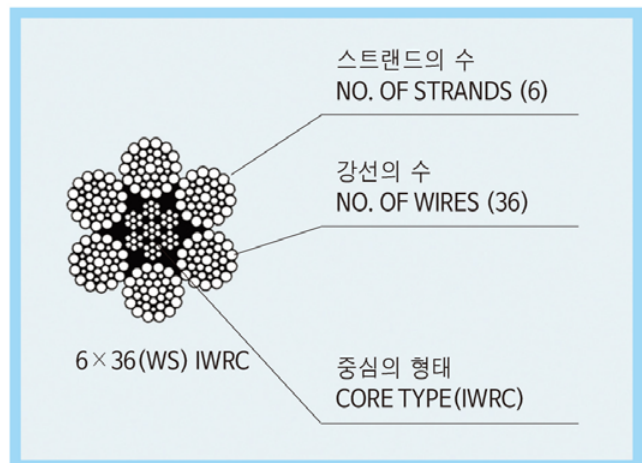 스트랜드의 수
NO. OF STRANDS (6)
강선의 수
NO. OF WIRES (36)
6×36(WS) IWRC
중심의 형태
CORE TYPE(IWRC)